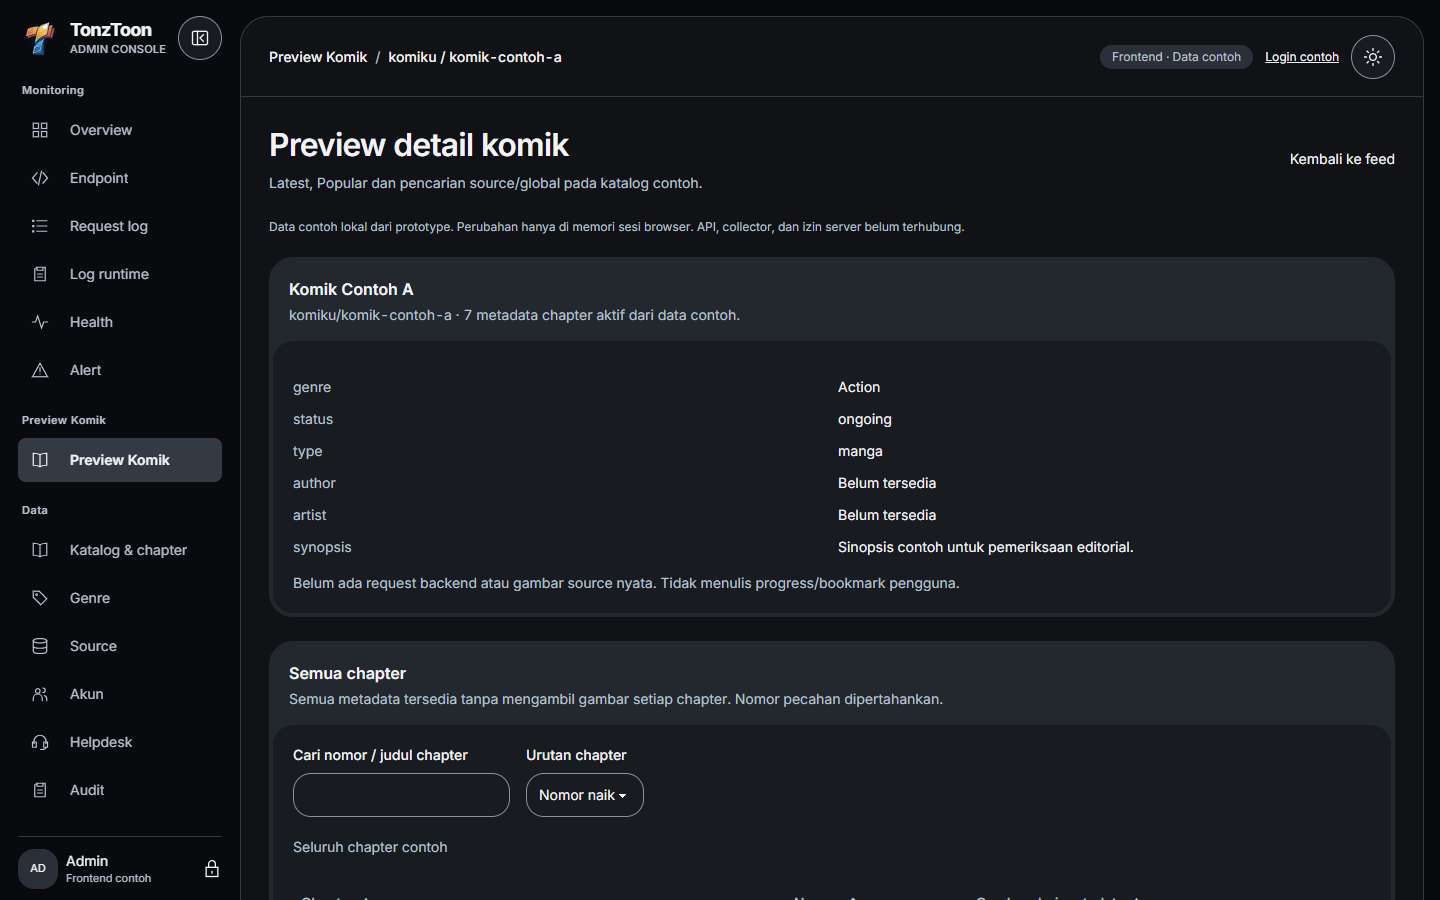 TonzToon
ADMIN CONSOLE
Monitoring
Overview
Endpoint
Request log
Log runtime
Health
Alert
Preview Komik
Preview Komik
Data
Katalog & chapter
Genre
Source
Akun
Helpdesk
Audit
AD
Admin
Frontend contoh
Preview Komik / komiku / komik-contoh-a
Frontend · Data contoh
Login contoh
Preview detail komik
Kembali ke feed
Latest, Popular dan pencarian source/global pada katalog contoh.
Data contoh lokal dari prototype. Perubahan hanya di memori sesi browser. API, collector, dan izin server belum terhubung.
Komik Contoh A
komiku/komik-contoh-a · 7 metadata chapter aktif dari data contoh.
genre Action
status ongoing
type manga
author Belum tersedia
artist Belum tersedia
synopsis Sinopsis contoh untuk pemeriksaan editorial.
Belum ada request backend atau gambar source nyata. Tidak menulis progress/bookmark pengguna.
Semua chapter
Semua metadata tersedia tanpa mengambil gambar setiap chapter. Nomor pecahan dipertahankan.
Cari nomor / judul chapter
Urutan chapter
Nomor naik
Seluruh chapter contoh